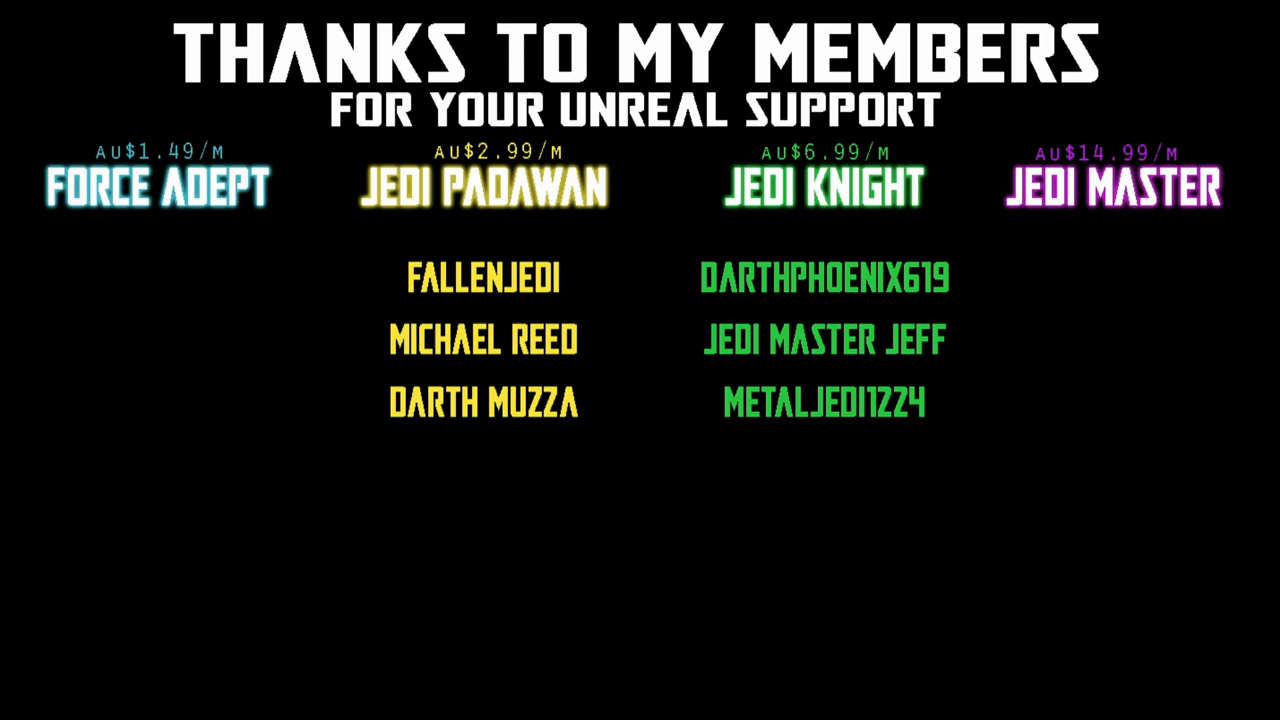 THANKS TO MY MEMBERS
FOR YOUR UNREAL SUPPORT
AU$1.49/M
FORCE ADEPT
AU$2.99/M
JEDI PADAWAN
FALLENJEDI
MICHAEL REED
DARTH MUZZA
AU$6.99/M
JEDI KNIGHT
DARTHPHOENIX619
JEDI MASTER JEFF
METALJEDI1224
AU$14.99/M
JEDI MASTER